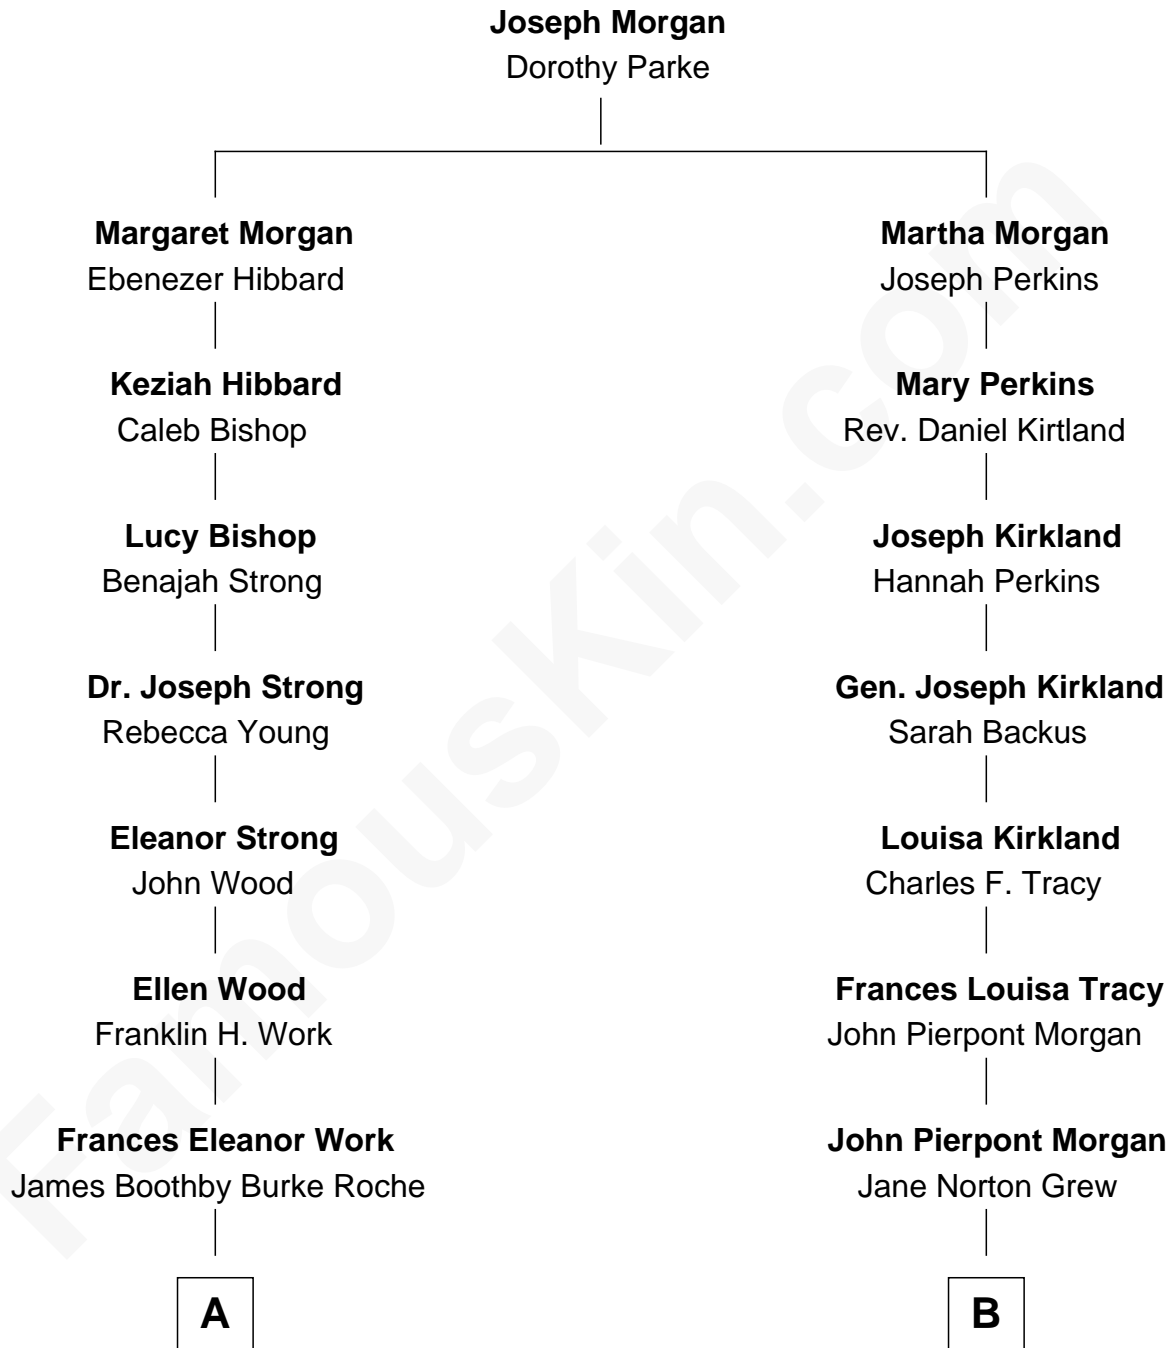 Joseph Morgan
Dorothy Parke
Margaret Morgan
Ebenezer Hibbard
Martha Morgan
Joseph Perkins
Keziah Hibbard
Caleb Bishop
Mary Perkins
Rev. Daniel Kirtland
Lucy Bishop
Benajah Strong
Joseph Kirkland
Hannah Perkins
Dr. Joseph Strong
Rebecca Young
Gen. Joseph Kirkland
Sarah Backus
Eleanor Strong
John Wood
Louisa Kirkland
Charles F. Tracy
Ellen Wood
Franklin H. Work
Frances Louisa Tracy
John Pierpont Morgan
Frances Eleanor Work
James Boothby Burke Roche
John Pierpont Morgan
Jane Norton Grew
A
B
FamousKin.com